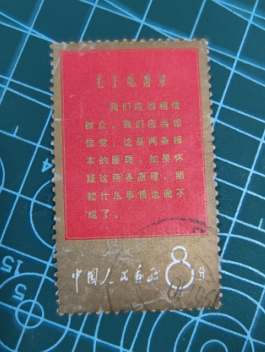 毛主席语录
我们应当相信
群众，我们应当相
信党，这是两条根
本的原理。如果怀
疑这两条原理，那
就什么事情也做不
成了。
中国人民邮政 8分
15